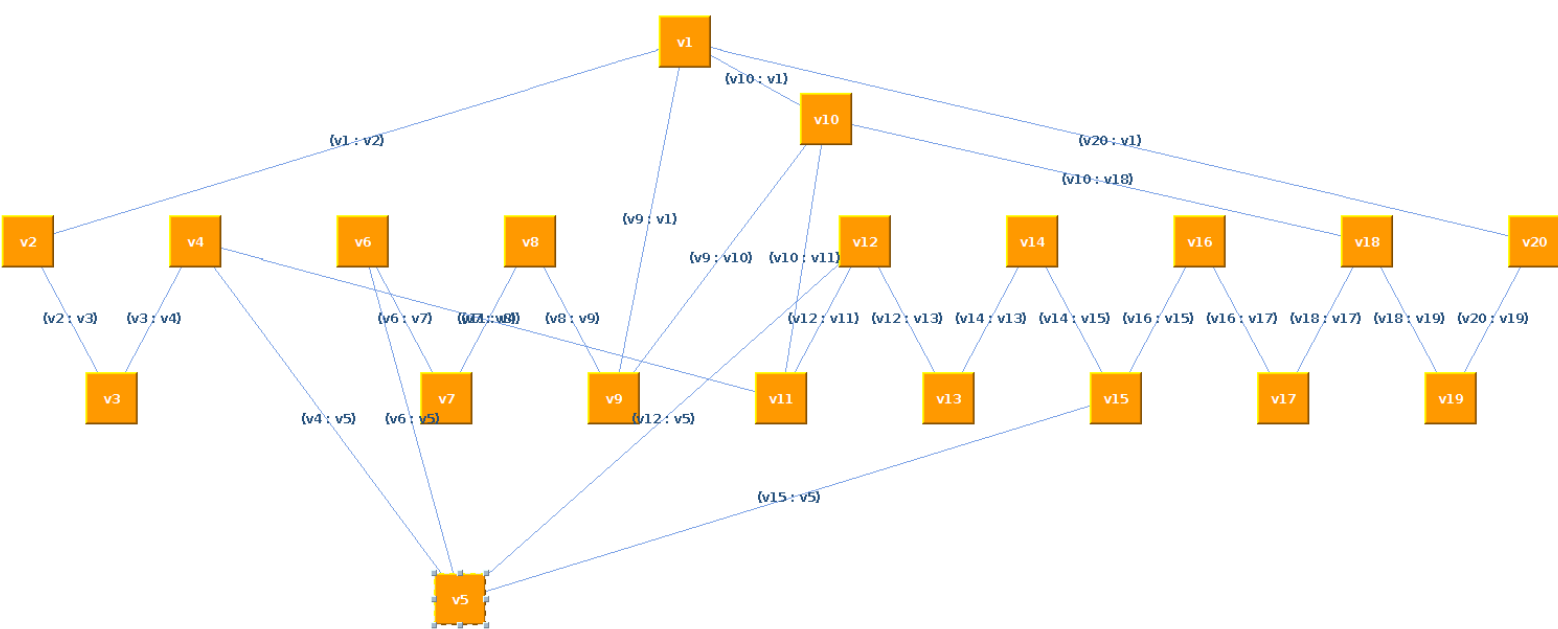 v1
(v10 : v1)
v10
(v1 : v2)
(v20 : v1)
(v10 : v18)
(v9 : v1)
v2
v4
v6
v8
v12
v14
v16
v18
v20
(v9 : v10)
(v10 : v11)
(v2 : v3)
(v3 : v4)
(v6 : v7)
(v8 : v9)
(v12 : v11)
(v12 : v13)
(v14 : v13)
(v14 : v15)
(v16 : v15)
(v16 : v17)
(v18 : v17)
(v18 : v19)
(v20 : v19)
v3
v7
v9
v11
v13
v15
v17
v19
(v4 : v5)
(v6 : v5)
(v12 : v5)
(v15 : v5)
v5